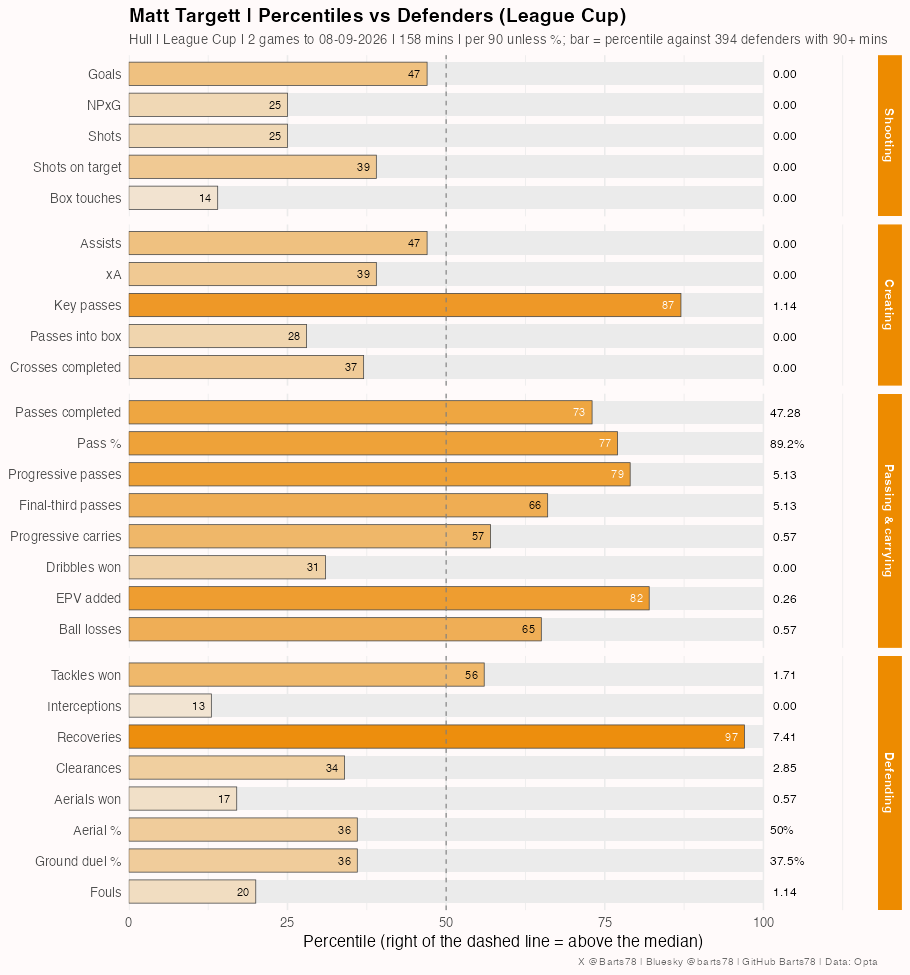 Matt Targett | Percentiles vs Defenders (League Cup)
Hull | League Cup | 2 games to 08-09-2026 | 158 mins | per 90 unless %; bar = percentile against 394 defenders with 90+ mins
Goals 47 0.00
NPxG 25 0.00
Shots 25 0.00
Shots on target 39 0.00
Box touches 14 0.00
Shooting
Assists 47 0.00
xA 39 0.00
Key passes 87 1.14
Passes into box 28 0.00
Crosses completed 37 0.00
Creating
Passes completed 73 47.28
Pass % 77 89.2%
Progressive passes 79 5.13
Final-third passes 66 5.13
Progressive carries 57 0.57
Dribbles won 31 0.00
EPV added 82 0.26
Ball losses 65 0.57
Passing & carrying
Tackles won 56 1.71
Interceptions 13 0.00
Recoveries 97 7.41
Clearances 34 2.85
Aerials won 17 0.57
Aerial % 36 50%
Ground duel % 36 37.5%
Fouls 20 1.14
Defending
0 25 50 75 100
Percentile (right of the dashed line = above the median)
X @Barts78 | Bluesky @barts78 | GitHub Barts78 | Data: Opta